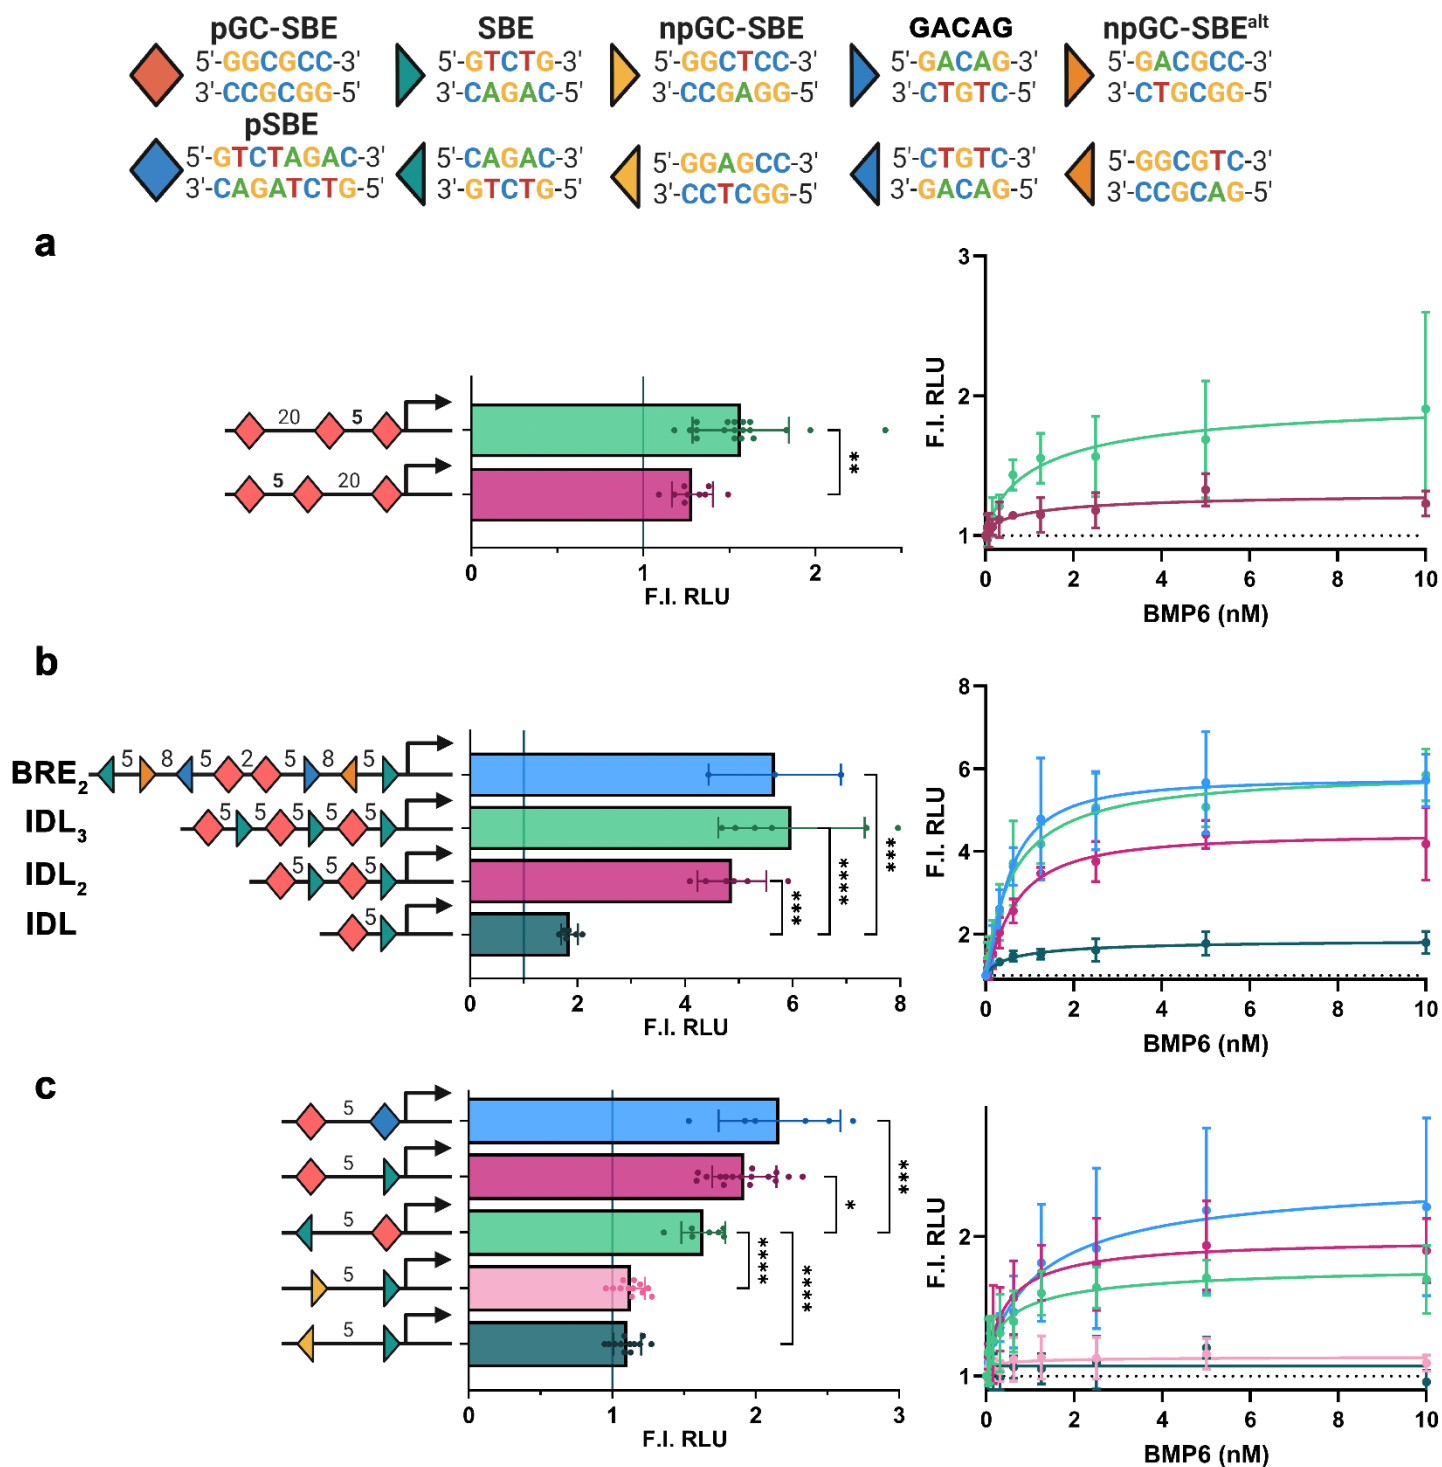 pGC-SBE SBE npGC-SBE GACAG npGC-SBEalt
5'-GGCGCC-3' 5'-GTCTG-3' 5'-GGCTCC-3' 5'-GACAG-3' 5'-GACGCC-3'
3'-CCGCGG-5' 3'-CAGAC-5' 3'-CCGAGG-5' 3'-CTGTC-5' 3'-CTGCGG-5'
pSBE
5'-GTCTAGAC-3' 5'-CAGAC-3' 5'-GGAGCC-3' 5'-CTGTC-3' 5'-GGCGTC-3'
3'-CAGATCTG-5' 3'-GTCTG-5' 3'-CCTCGG-5' 3'-GACAG-5' 3'-CCGCAG-5'
a
20 5
5 20
**
0 1 2
F.I. RLU
3
2
1
F.I. RLU
0 2 4 6 8 10
BMP6 (nM)
b
BRE2 5 8 5 2 5 8 5
IDL3 5 5 5 5 5
IDL2 5 5 5
IDL 5
*** **** ***
0 2 4 6 8
F.I. RLU
8
6
4
2
F.I. RLU
0 2 4 6 8 10
BMP6 (nM)
c
5
5
5
5
5
**** **** * ***
0 1 2 3
F.I. RLU
2
1
F.I. RLU
0 2 4 6 8 10
BMP6 (nM)